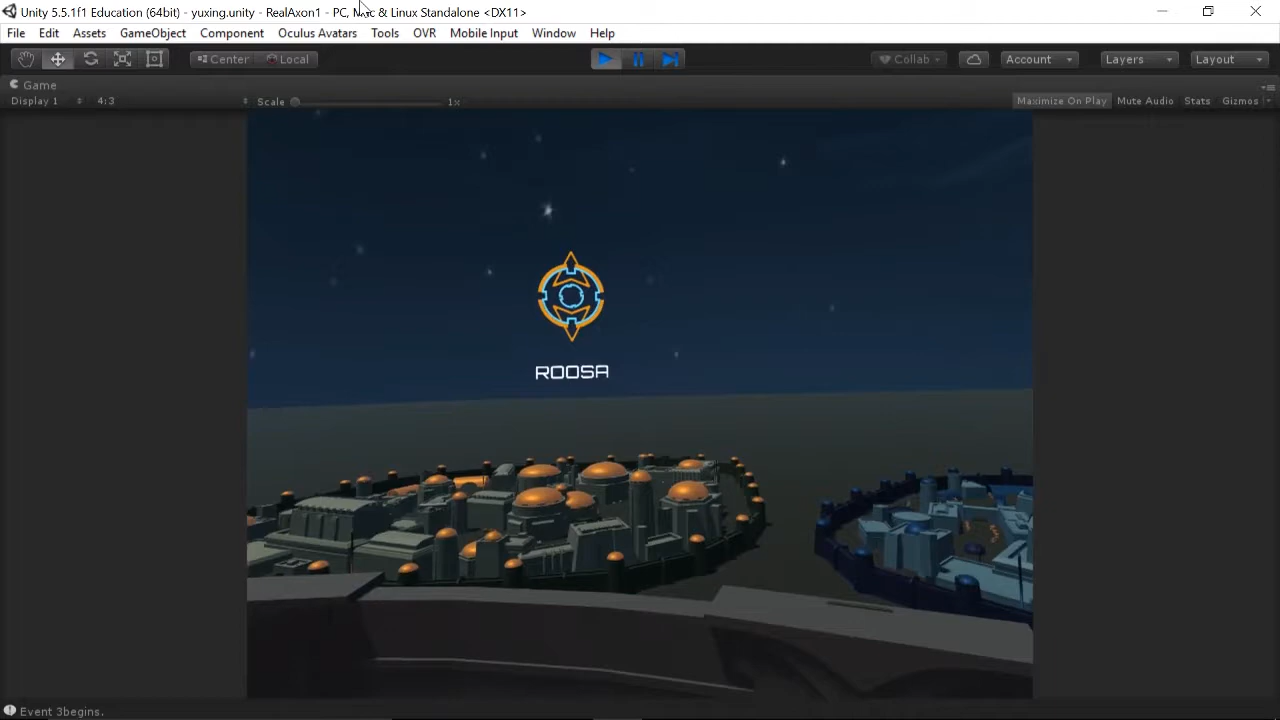 Unity 5.5.1f1 Education (64bit) - yuxing.unity - RealAxon1 - PC, Mac & Linux Standalone <DX11>
File Edit Assets GameObject Component Oculus Avatars Tools OVR Mobile Input Window Help
Center Local Collab Account Layers Layout
Game
Display 1 4:3 Scale 1x Maximize On Play Mute Audio Stats Gizmos
ROOSA
Event 3begins.